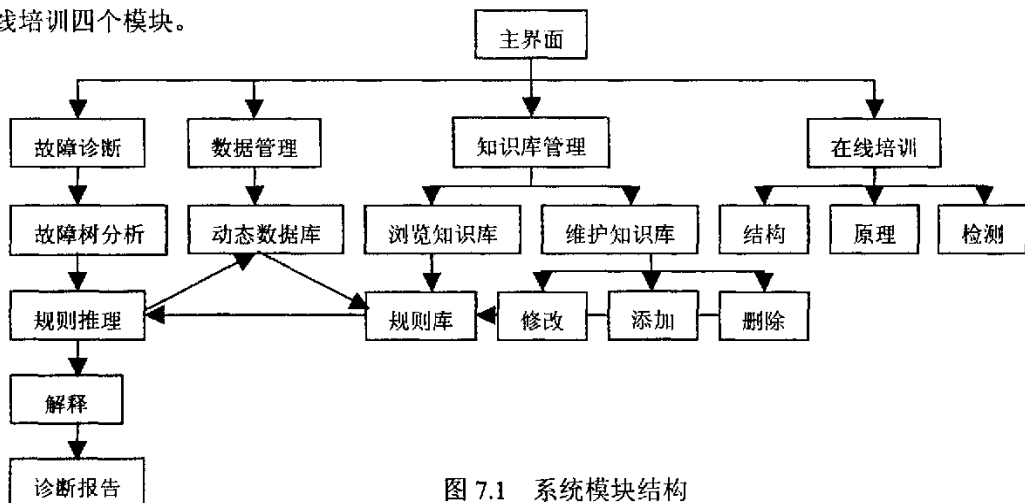 线培训四个模块。
主界面
故障诊断 数据管理 知识库管理 在线培训
故障树分析 动态数据库 浏览知识库 维护知识库 结构 原理 检测
规则推理 规则库 修改 添加 删除
解释
诊断报告
图 7.1 系统模块结构